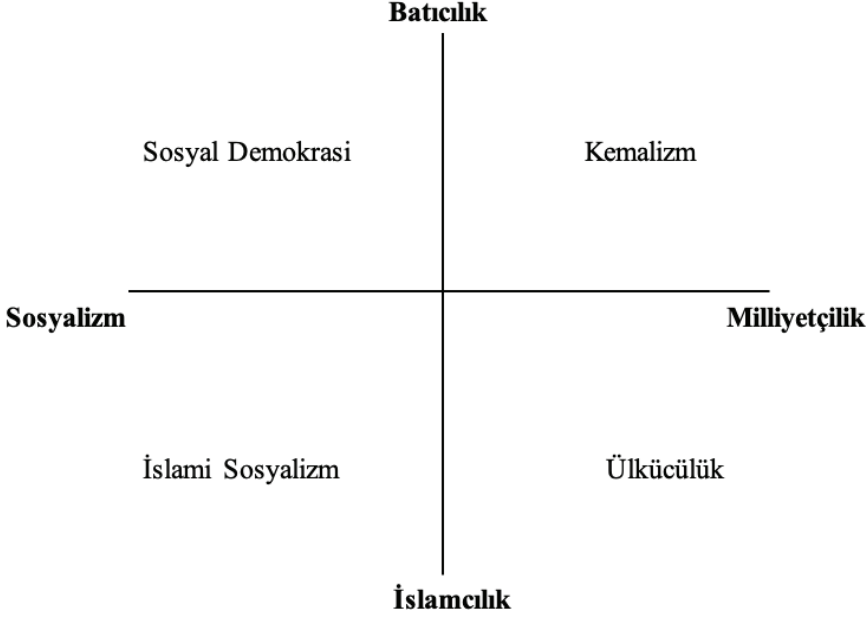 Batıcılık
Sosyal Demokrasi
Kemalizm
Sosyalizm
Milliyetçilik
İslami Sosyalizm
Ülkücülük
İslamcılık